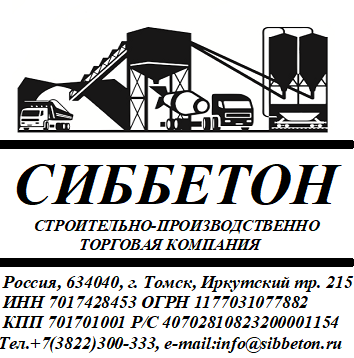 СИББЕТОН
СТРОИТЕЛЬНО-ПРОИЗВОДСТВЕННО
ТОРГОВАЯ КОМПАНИЯ
Россия, 634040, г. Томск, Иркутский тр. 215
ИНН 7017428453 ОГРН 1177031077882
КПП 701701001 Р/С 40702810823200001154
Тел.+7(3822)300-333, e-mail:info@sibbeton.ru